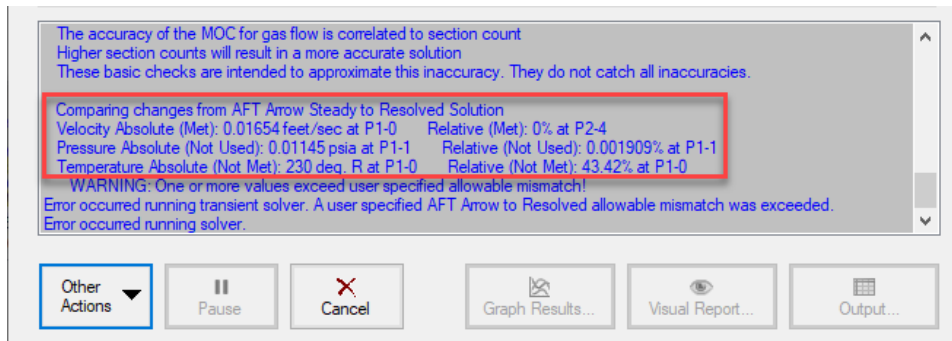 The accuracy of the MOC for gas flow is correlated to section count
Higher section counts will result in a more accurate solution
These basic checks are intended to approximate this inaccuracy. They do not catch all inaccuracies.
Comparing changes from AFT Arrow Steady to Resolved Solution
Velocity Absolute (Met): 0.01654 feet/sec at P1-0 Relative (Met): 0% at P2-4
Pressure Absolute (Not Used): 0.01145 psia at P1-1 Relative (Not Used): 0.001909% at P1-1
Temperature Absolute (Not Met): 230 deg. R at P1-0 Relative (Not Met): 43.42% at P1-0
WARNING: One or more values exceed user specified allowable mismatch!
Error occurred running transient solver. A user specified AFT Arrow to Resolved allowable mismatch was exceeded.
Error occurred running solver.
Other Actions
Pause
Cancel
Graph Results...
Visual Report...
Output...